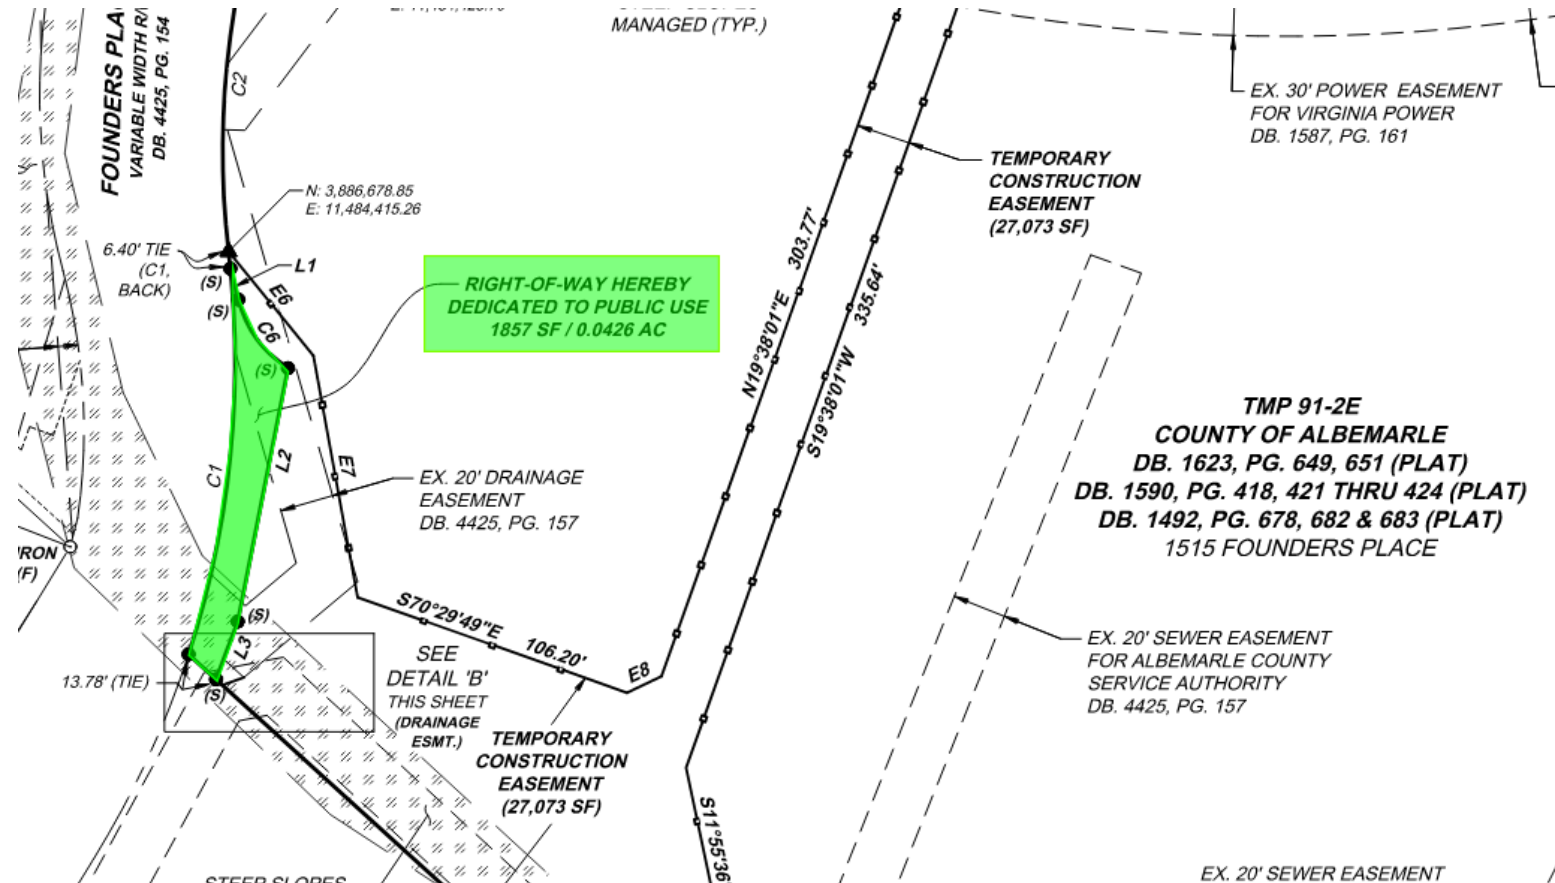 MANAGED (TYP.)
FOUNDERS PLA
VARIABLE WIDTH R/
DB. 4425, PG. 154
C2
EX. 30' POWER EASEMENT
FOR VIRGINIA POWER
DB. 1587, PG. 161
TEMPORARY
CONSTRUCTION
EASEMENT
(27,073 SF)
N: 3,886,678.85
E: 11,484,415.26
6.40' TIE
(C1,
BACK)
(S)
L1
(S)
E6
C6
(S)
RIGHT-OF-WAY HEREBY
DEDICATED TO PUBLIC USE
1857 SF / 0.0426 AC
N19°38'01"E 303.77'
S19°38'01"W 335.64'
TMP 91-2E
COUNTY OF ALBEMARLE
DB. 1623, PG. 649, 651 (PLAT)
DB. 1590, PG. 418, 421 THRU 424 (PLAT)
DB. 1492, PG. 678, 682 & 683 (PLAT)
1515 FOUNDERS PLACE
C1
L2
E7
EX. 20' DRAINAGE
EASEMENT
DB. 4425, PG. 157
IRON
(F)
(S)
L3
S70°29'49"E 106.20'
E8
SEE
DETAIL 'B'
THIS SHEET
(DRAINAGE
ESMT.)
13.78' (TIE)
(S)
TEMPORARY
CONSTRUCTION
EASEMENT
(27,073 SF)
EX. 20' SEWER EASEMENT
FOR ALBEMARLE COUNTY
SERVICE AUTHORITY
DB. 4425, PG. 157
S11°55'36
STEEP SLOPES
EX. 20' SEWER EASEMENT